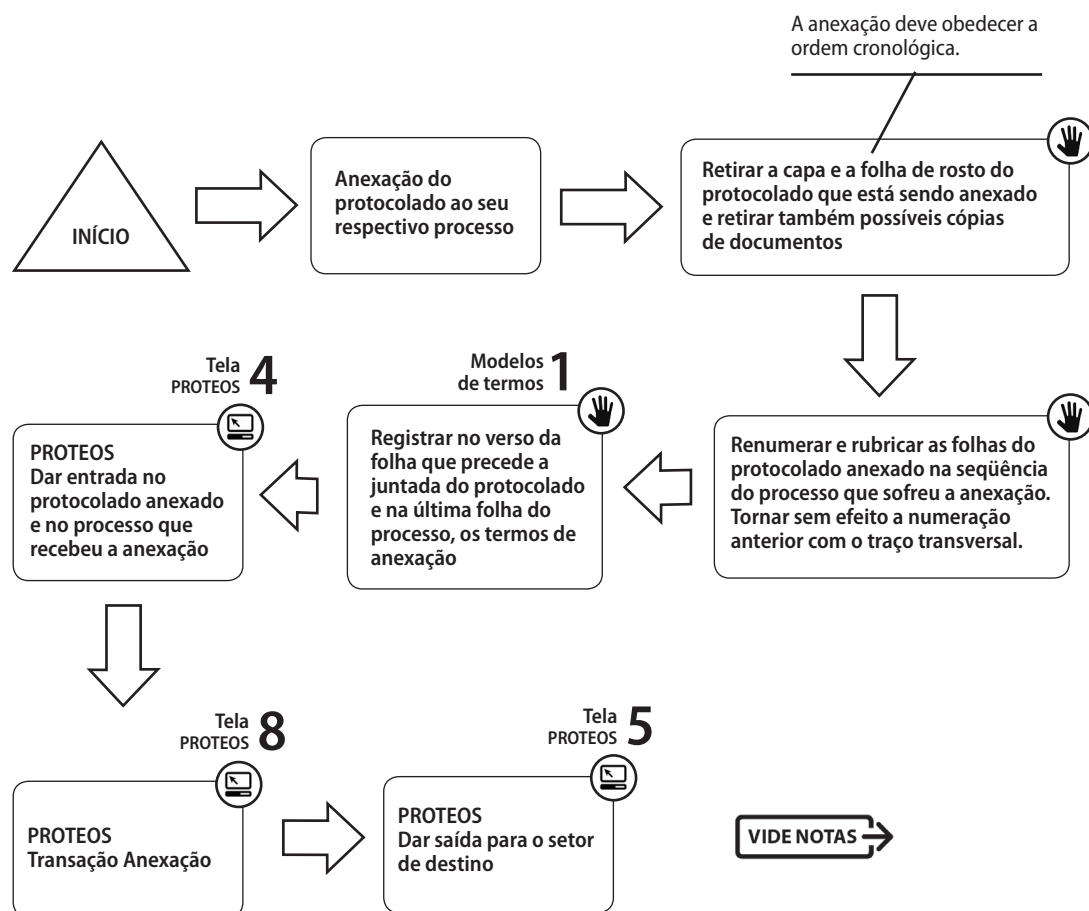 A anexação deve obedecer a
ordem cronológica.
INÍCIO
Anexação do
protocolado ao seu
respectivo processo
Retirar a capa e a folha de rosto do
protocolado que está sendo anexado
e retirar também possíveis cópias
de documentos
Renumerar e rubricar as folhas do
protocolado anexado na seqüência
do processo que sofreu a anexação.
Tornar sem efeito a numeração
anterior com o traço transversal.
Modelos
de termos 1
Registrar no verso da
folha que precede a
juntada do protocolado
e na última folha do
processo, os termos de
anexação
Tela
PROTEOS 4
PROTEOS
Dar entrada no
protocolado anexado
e no processo que
recebeu a anexação
Tela
PROTEOS 8
PROTEOS
Transação Anexação
Tela
PROTEOS 5
PROTEOS
Dar saída para o setor
de destino
VIDE NOTAS